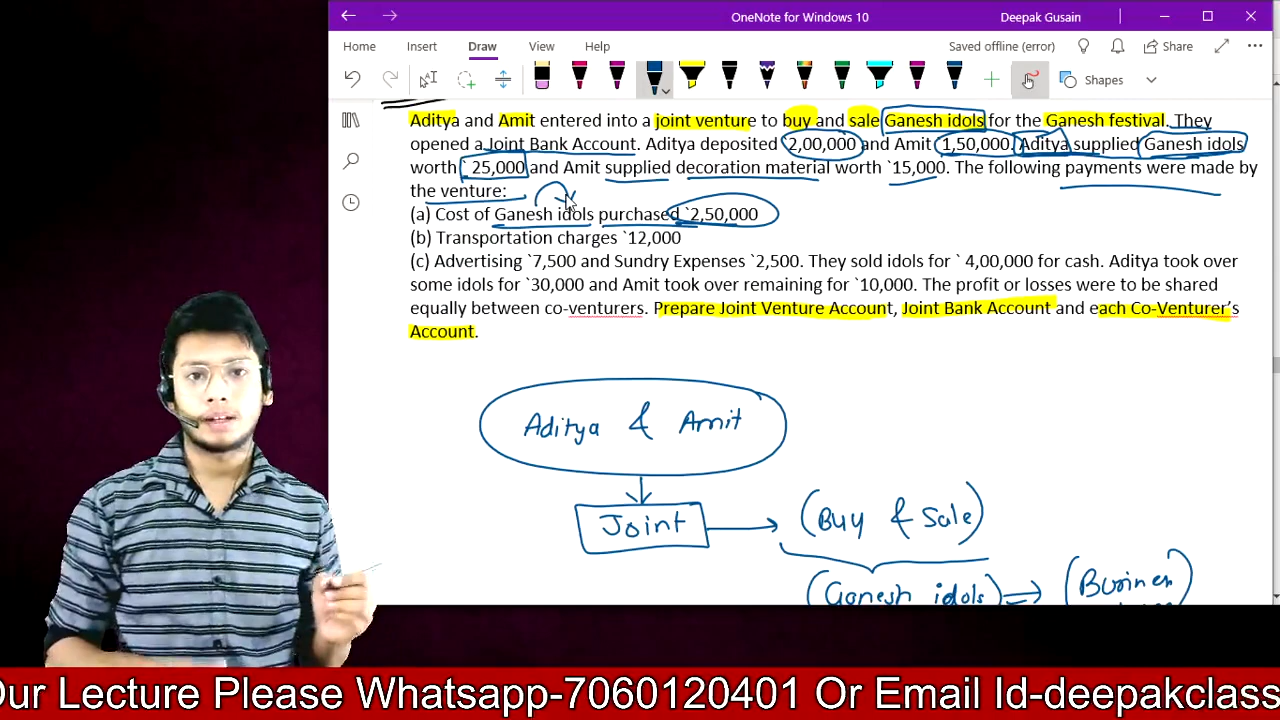 OneNote for Windows 10
Deepak Gusain
Home Insert Draw View Help
Saved offline (error)
Share
Shapes
Aditya and Amit entered into a joint venture to buy and sale Ganesh idols for the Ganesh festival. They
opened a Joint Bank Account. Aditya deposited `2,00,000 and Amit `1,50,000. Aditya supplied Ganesh idols
worth ` 25,000 and Amit supplied decoration material worth `15,000. The following payments were made by
the venture:
(a) Cost of Ganesh idols purchased `2,50,000
(b) Transportation charges `12,000
(c) Advertising `7,500 and Sundry Expenses `2,500. They sold idols for ` 4,00,000 for cash. Aditya took over
some idols for `30,000 and Amit took over remaining for `10,000. The profit or losses were to be shared
equally between co-venturers. Prepare Joint Venture Account, Joint Bank Account and each Co-Venturer's
Account.
Aditya & Amit
Joint
(Buy & Sale)
(Ganesh idols)
(Busines
Our Lecture Please Whatsapp-7060120401 Or Email Id-deepakclass